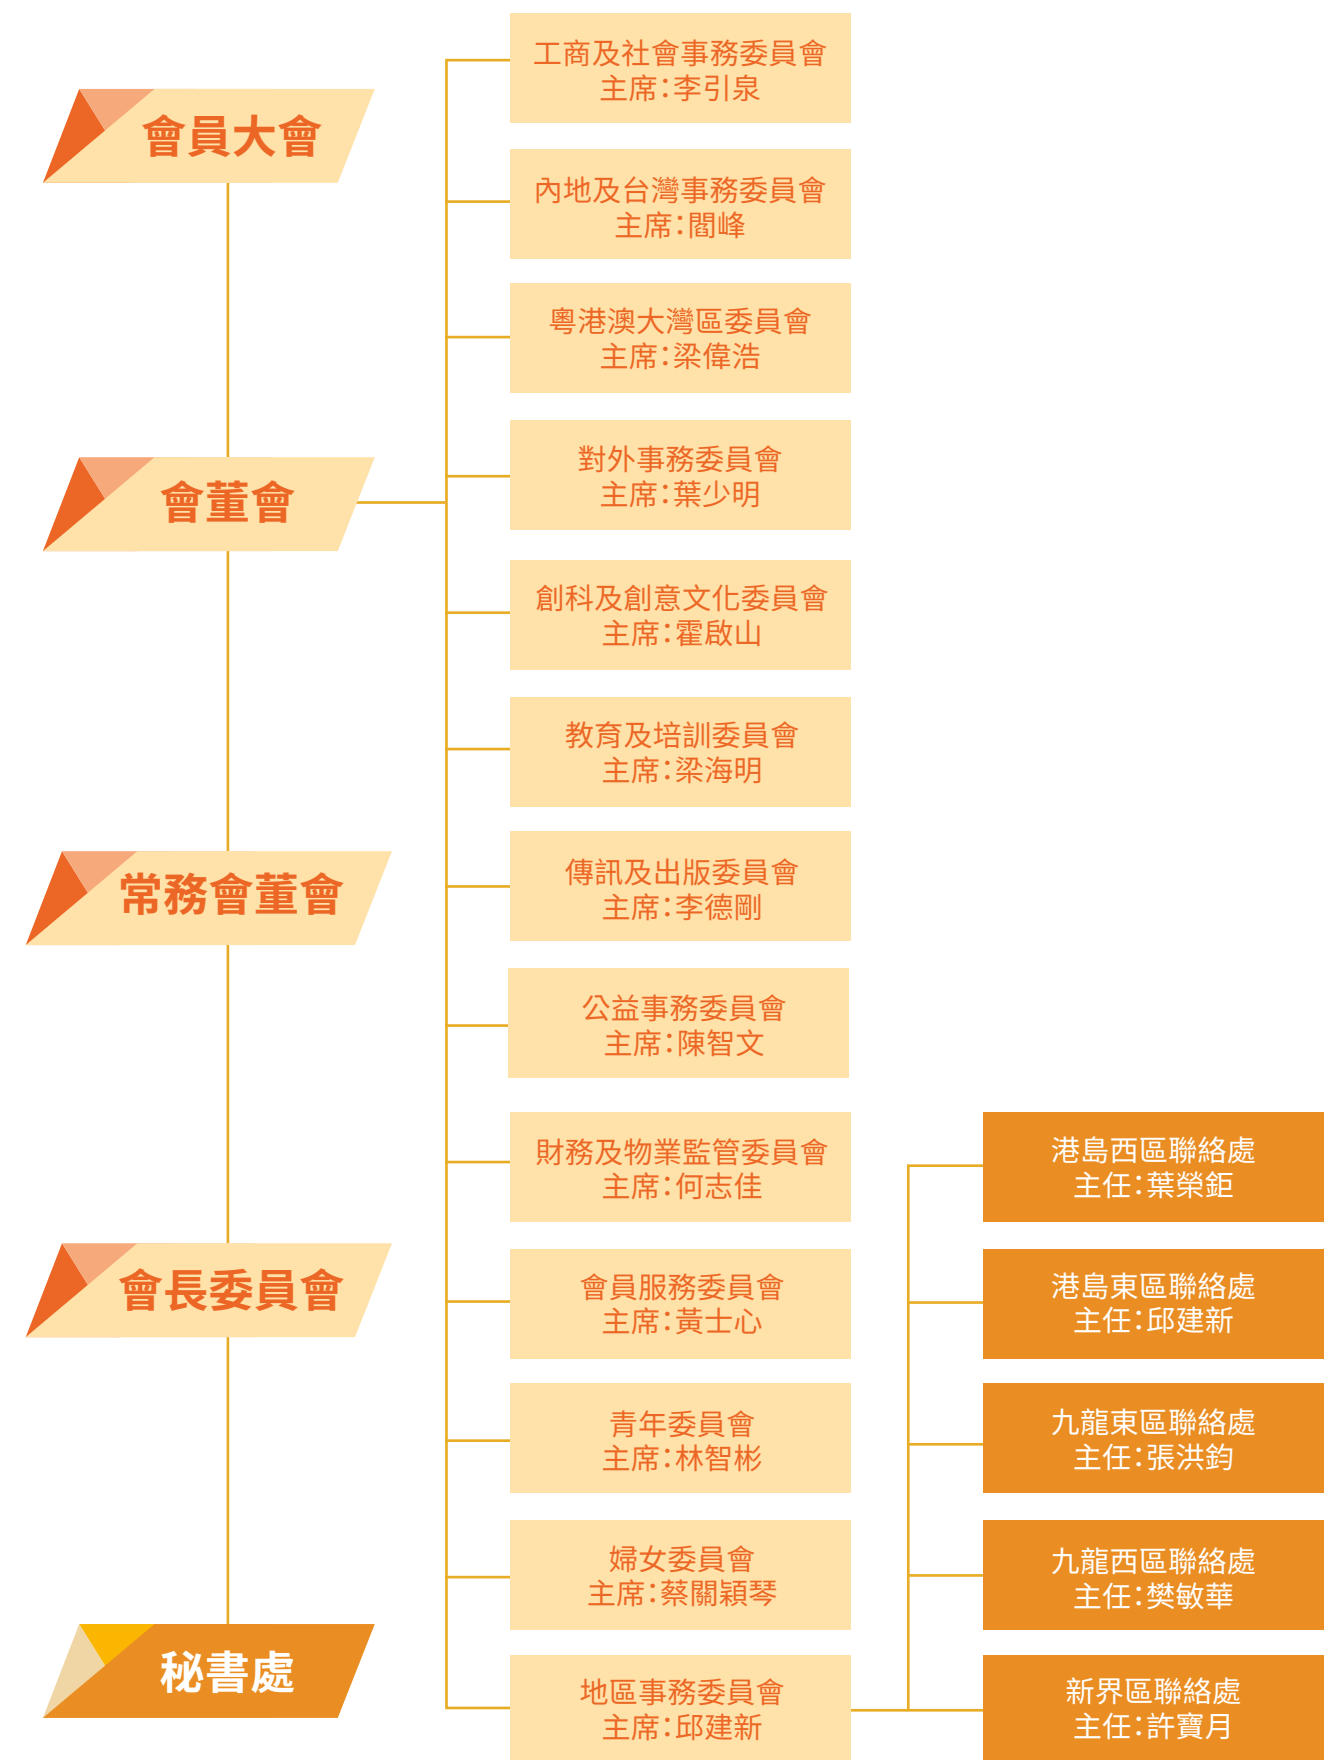 會員大會
會董會
常務會董會
會長委員會
秘書處
工商及社會事務委員會
主席：李引泉
內地及台灣事務委員會
主席：閻峰
粵港澳大灣區委員會
主席：梁偉浩
對外事務委員會
主席：葉少明
創科及創意文化委員會
主席：霍啟山
教育及培訓委員會
主席：梁海明
傳訊及出版委員會
主席：李德剛
公益事務委員會
主席：陳智文
財務及物業監管委員會
主席：何志佳
會員服務委員會
主席：黃士心
青年委員會
主席：林智彬
婦女委員會
主席：蔡關穎琴
地區事務委員會
主席：邱建新
港島西區聯絡處
主任：葉榮鉅
港島東區聯絡處
主任：邱建新
九龍東區聯絡處
主任：張洪鈞
九龍西區聯絡處
主任：樊敏華
新界區聯絡處
主任：許寶月